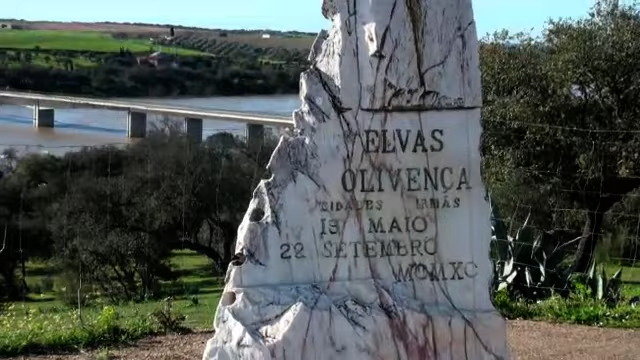 ELVAS
OLIVENÇA
CIDADES IRMÃS
13 MAIO
22 SETEMBRO
MCMXC